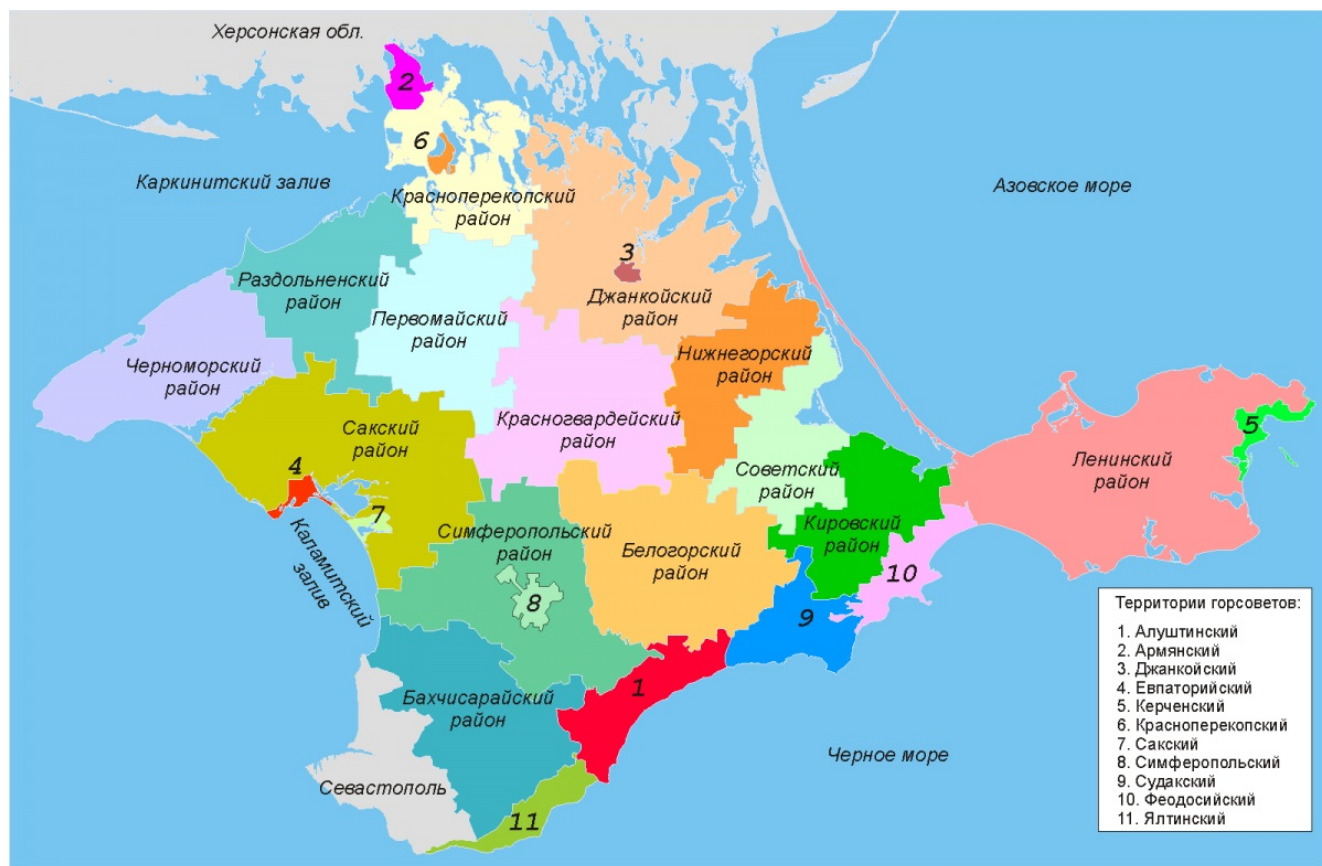 Херсонская обл.
2
6
Каркинитский залив
Азовское море
Красноперекопский
район
3
Раздольненский
район
Джанкойский
район
Первомайский
район
Нижнегорский
район
Черноморский
район
Красногвардейский
район
Сакский
район
5
Ленинский
район
4
Советский
район
7
Симферопольский
район
Кировский
район
Белогорский
район
Каламитский
залив
10
8
9
Территории горсоветов:
1. Алуштинский
2. Армянский
3. Джанкойский
4. Евпаторийский
5. Керченский
6. Красноперекопский
7. Сакский
8. Симферопольский
9. Судакский
10. Феодосийский
11. Ялтинский
1
Бахчисарайский
район
Черное море
Севастополь
11